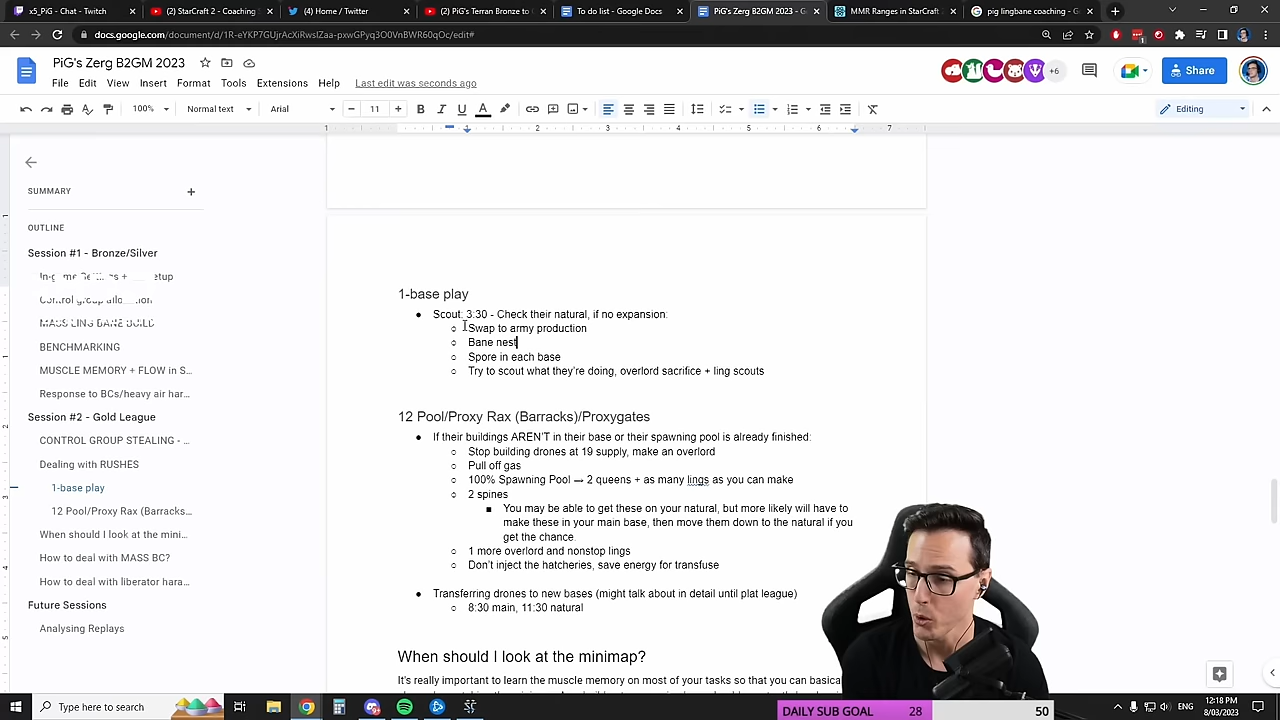 x5_PiG - Chat - Twitch
(2) StarCraft 2 - Coaching
(4) Home / Twitter
(2) PiG's Terran Bronze to
To do list - Google Docs
PiG's Zerg B2GM 2023 - G
MMR Ranges in StarCraft
pig lingbane coaching - G
docs.google.com/document/d/1R-eYKP7GUjrAcXiRwsIZaa-pxwGPyq3O0VnBWR60qOc/edit#
PiG's Zerg B2GM 2023
File Edit View Insert Format Tools Extensions Help Last edit was seconds ago
+6
Share
100% Normal text Arial 11 Editing
1 1 2 3 4 5 6 7
SUMMARY
OUTLINE
Session #1 - Bronze/Silver
MASS LING BANE BUILD
BENCHMARKING
MUSCLE MEMORY + FLOW in S...
Response to BCs/heavy air har...
Session #2 - Gold League
CONTROL GROUP STEALING - ...
Dealing with RUSHES
1-base play
12 Pool/Proxy Rax (Barracks...
When should I look at the mini...
How to deal with MASS BC?
How to deal with liberator hara...
Future Sessions
Analysing Replays
1-base play
● Scout: 3:30 - Check their natural, if no expansion:
○ Swap to army production
○ Bane nest
○ Spore in each base
○ Try to scout what they're doing, overlord sacrifice + ling scouts
12 Pool/Proxy Rax (Barracks)/Proxygates
● If their buildings AREN'T in their base or their spawning pool is already finished:
○ Stop building drones at 19 supply, make an overlord
○ Pull off gas
○ 100% Spawning Pool → 2 queens + as many lings as you can make
○ 2 spines
■ You may be able to get these on your natural, but more likely will have to
make these in your main base, then move them down to the natural if you
get the chance.
○ 1 more overlord and nonstop lings
○ Don't inject the hatcheries, save energy for transfuse
● Transferring drones to new bases (might talk about in detail until plat league)
○ 8:30 main, 11:30 natural
When should I look at the minimap?
It's really important to learn the muscle memory on most of your tasks so that you can basica
Type here to search
12:18 PM
8/03/2023
DAILY SUB GOAL 28 50